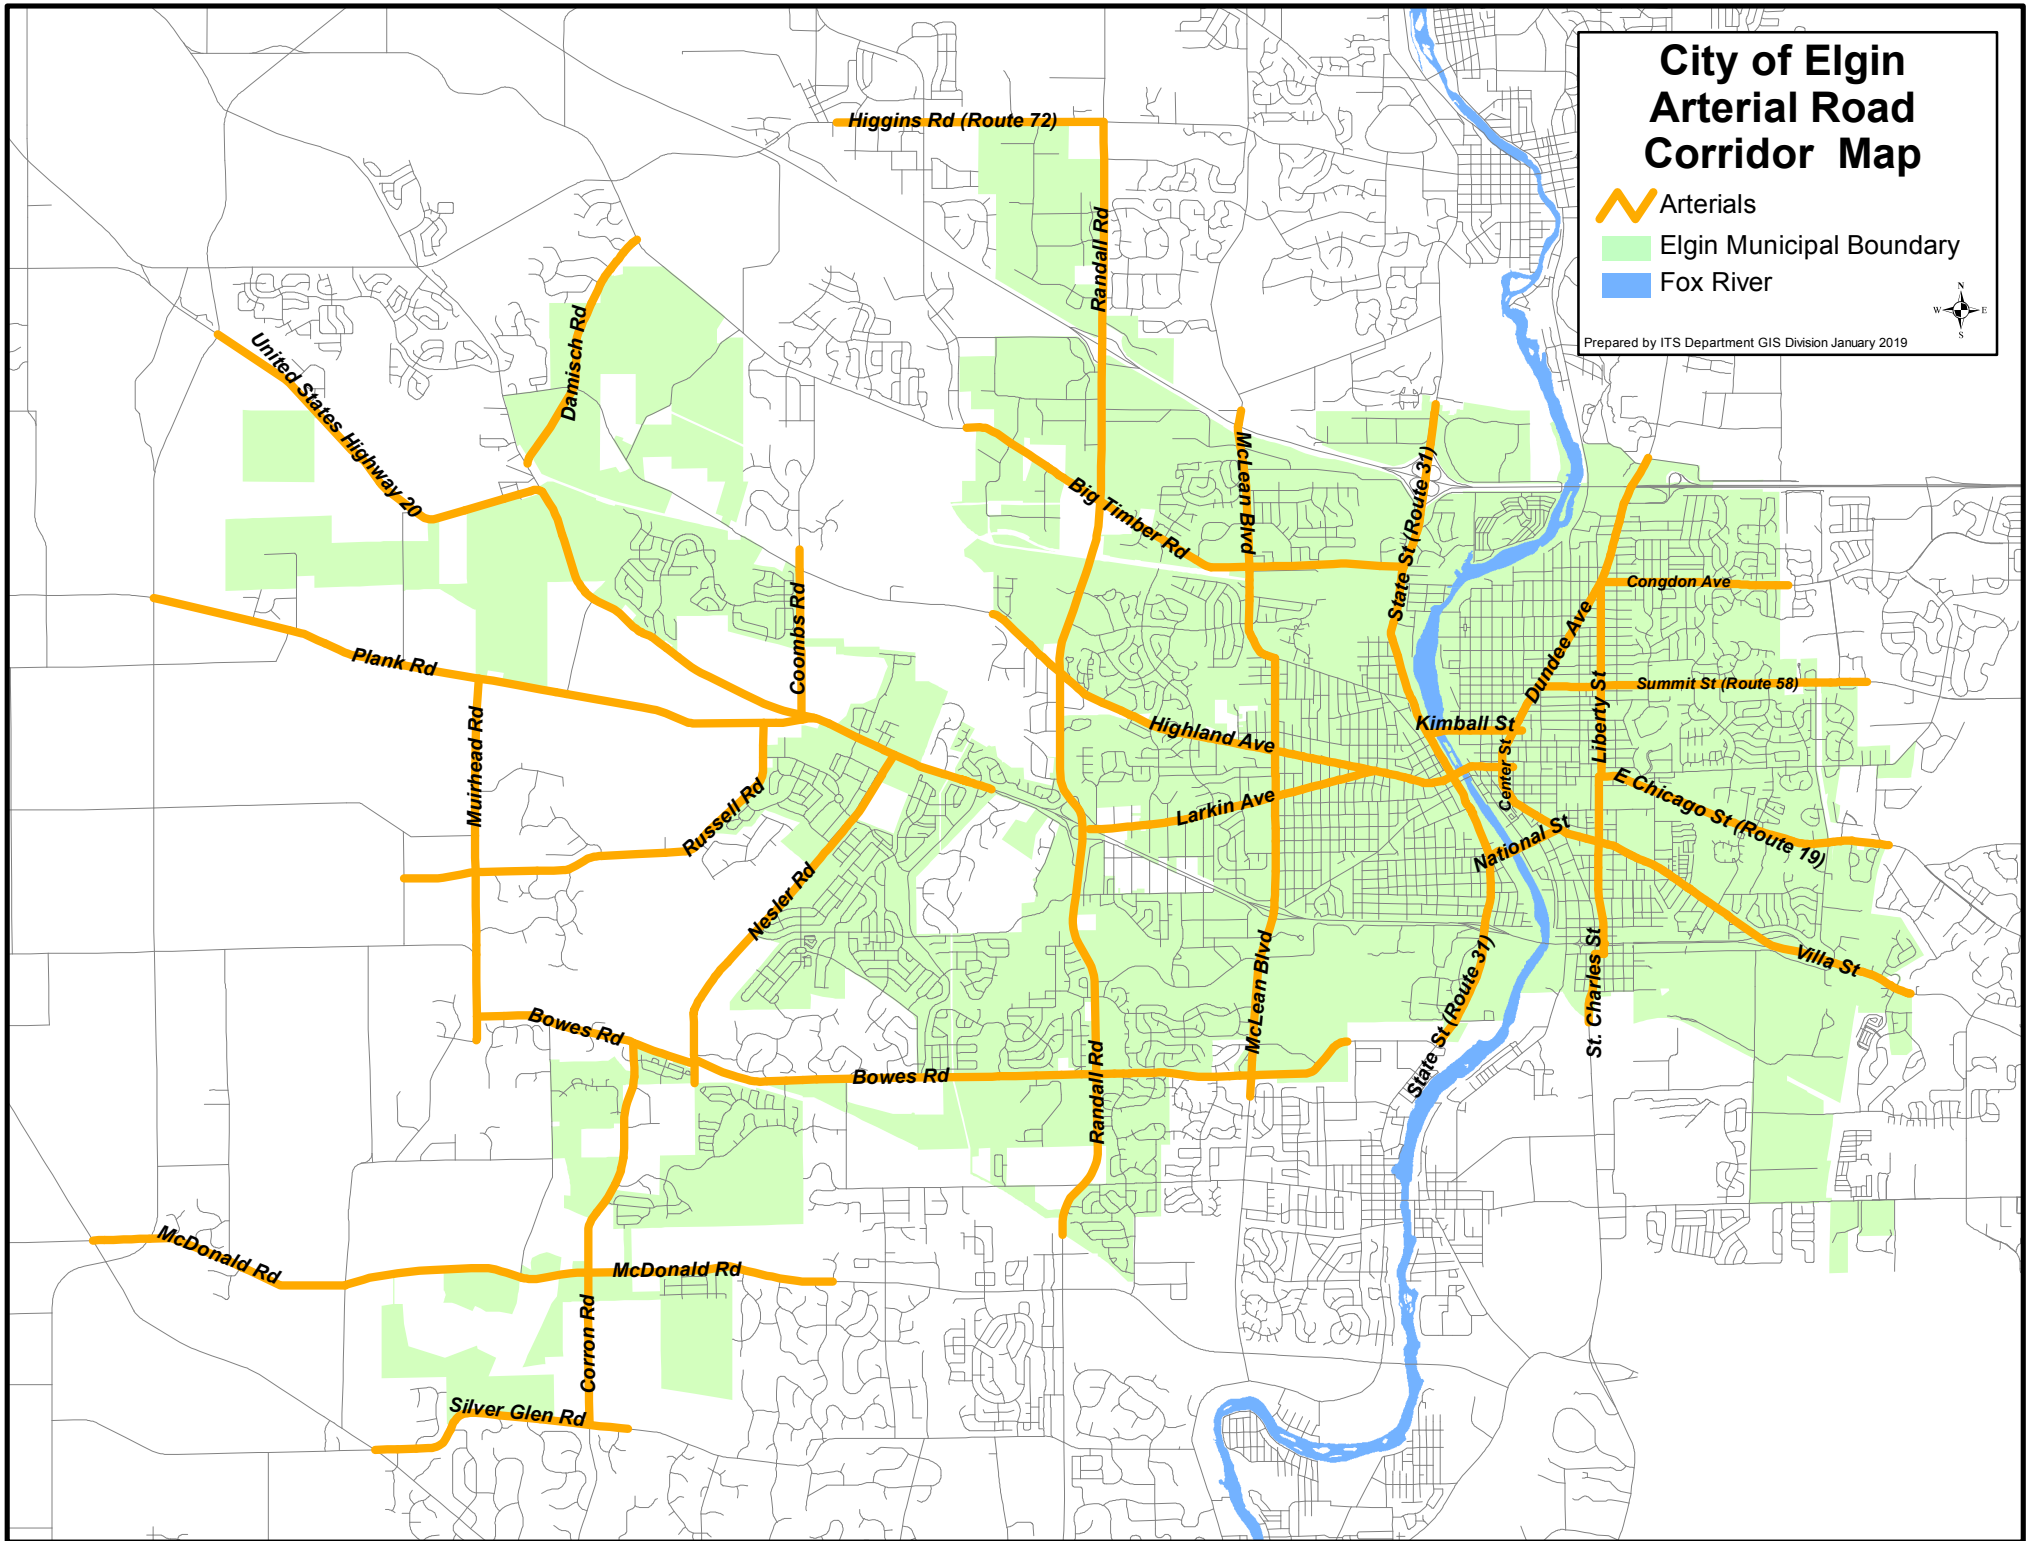 City of Elgin
Arterial Road
Corridor Map
Arterials
Elgin Municipal Boundary
Fox River
N
W
E
S
Prepared by ITS Department GIS Division January 2019
Higgins Rd (Route 72)
Randall Rd
United States Highway 20
Damisch Rd
Big Timber Rd
McLean Blvd
State St (Route 31)
Congdon Ave
Dundee Ave
Coombs Rd
Plank Rd
Liberty St
Summit St (Route 58)
Kimball St
Highland Ave
Center St
Muirhead Rd
Russell Rd
Larkin Ave
E Chicago St (Route 19)
National St
Nesler Rd
McLean Blvd
State St (Route 31)
St. Charles St
Villa St
Bowes Rd
Bowes Rd
Randall Rd
McDonald Rd
McDonald Rd
Corron Rd
Silver Glen Rd